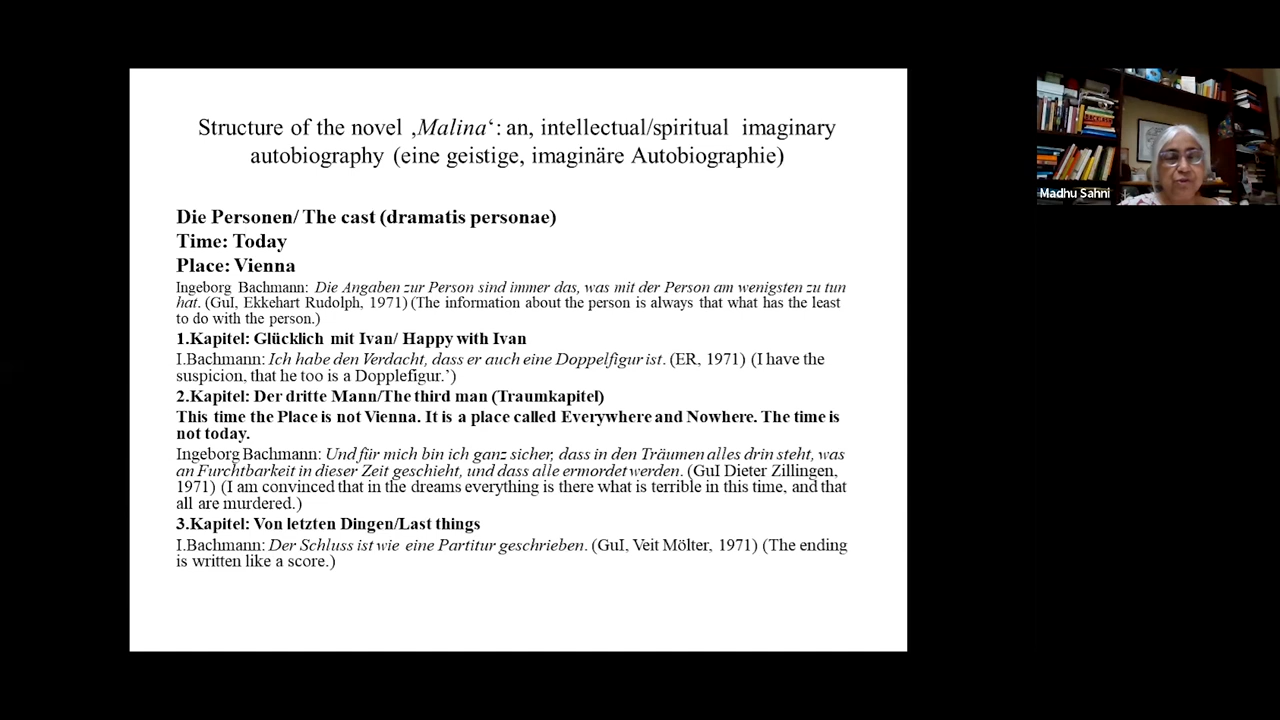 Structure of the novel ‚Malina‘: an, intellectual/spiritual imaginary
autobiography (eine geistige, imaginäre Autobiographie)
Die Personen/ The cast (dramatis personae)
Time: Today
Place: Vienna
Ingeborg Bachmann: Die Angaben zur Person sind immer das, was mit der Person am wenigsten zu tun
hat. (GuI, Ekkehart Rudolph, 1971) (The information about the person is always that what has the least
to do with the person.)
1.Kapitel: Glücklich mit Ivan/ Happy with Ivan
I.Bachmann: Ich habe den Verdacht, dass er auch eine Doppelfigur ist. (ER, 1971) (I have the
suspicion, that he too is a Dopplefigur.’)
2.Kapitel: Der dritte Mann/The third man (Traumkapitel)
This time the Place is not Vienna. It is a place called Everywhere and Nowhere. The time is
not today.
Ingeborg Bachmann: Und für mich bin ich ganz sicher, dass in den Träumen alles drin steht, was
an Furchtbarkeit in dieser Zeit geschieht, und dass alle ermordet werden. (GuI Dieter Zillingen,
1971) (I am convinced that in the dreams everything is there what is terrible in this time, and that
all are murdered.)
3.Kapitel: Von letzten Dingen/Last things
I.Bachmann: Der Schluss ist wie eine Partitur geschrieben. (GuI, Veit Mölter, 1971) (The ending
is written like a score.)
Madhu Sahni